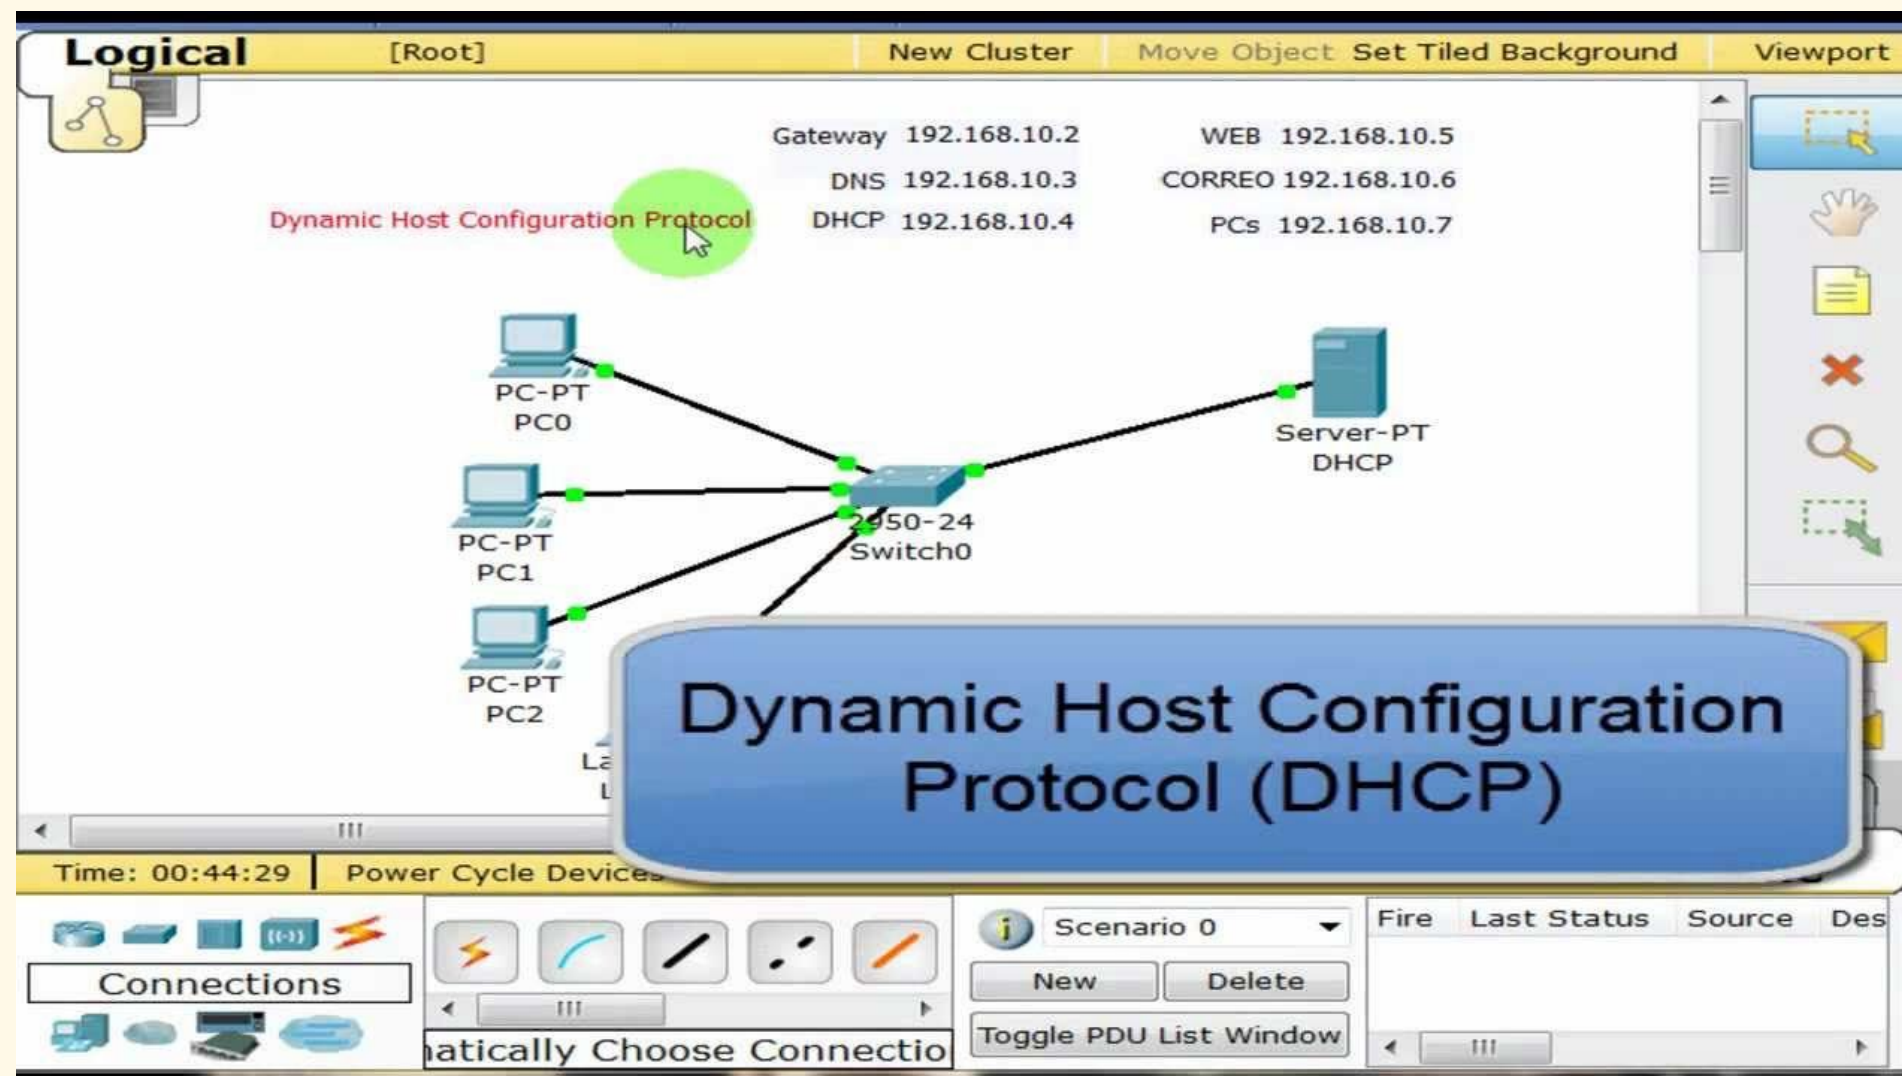 Logical [Root] New Cluster Move Object Set Tiled Background Viewport
Gateway 192.168.10.2 WEB 192.168.10.5
DNS 192.168.10.3 CORREO 192.168.10.6
Dynamic Host Configuration Protocol DHCP 192.168.10.4 PCs 192.168.10.7
PC-PT
PC0
Server-PT
DHCP
2950-24
Switch0
PC-PT
PC1
PC-PT
PC2
La
L
Dynamic Host Configuration
Protocol (DHCP)
Time: 00:44:29 Power Cycle Devices
Connections
atically Choose Connectio
Scenario 0
New Delete
Toggle PDU List Window
Fire Last Status Source Des